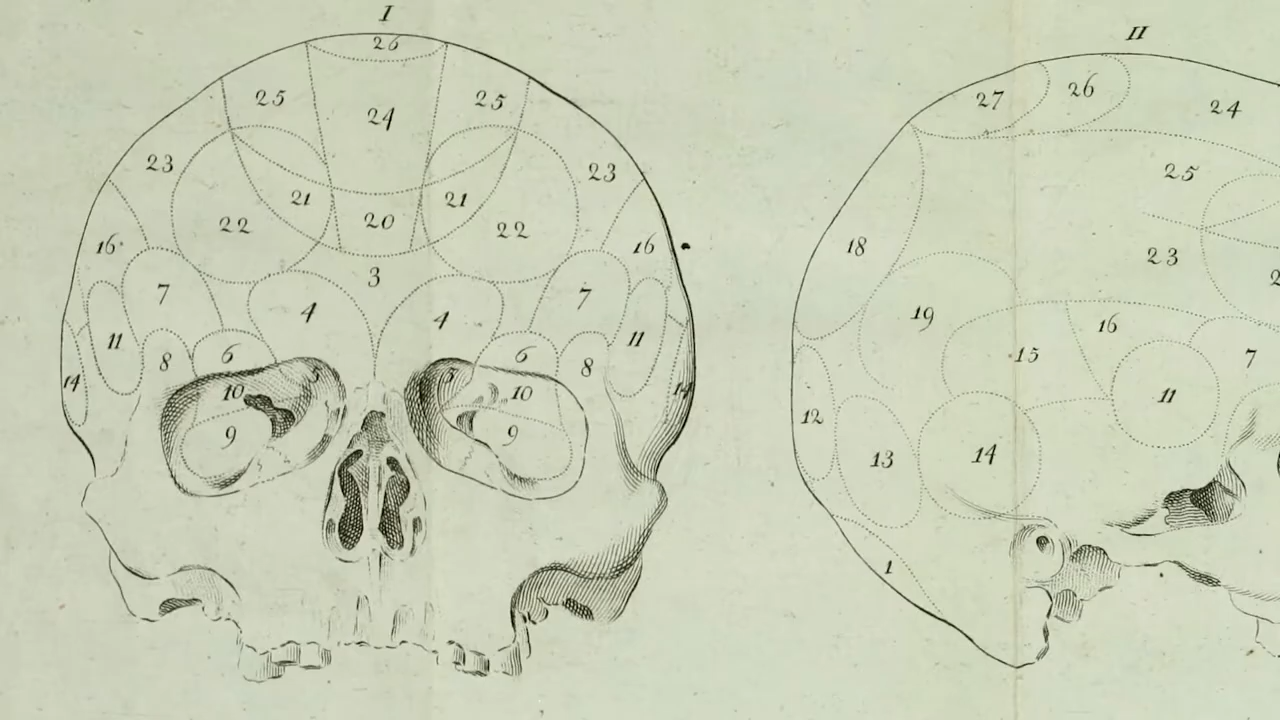 I
26
25 24 25
23 23
21 21
22 20 22
16 16
3
7 7
4 4
11 11
8 6 6 8
14 5 5 14
10 10
9 9
II
27 26 24
25
18 23
19 16
15 7
11
12
13 14
1